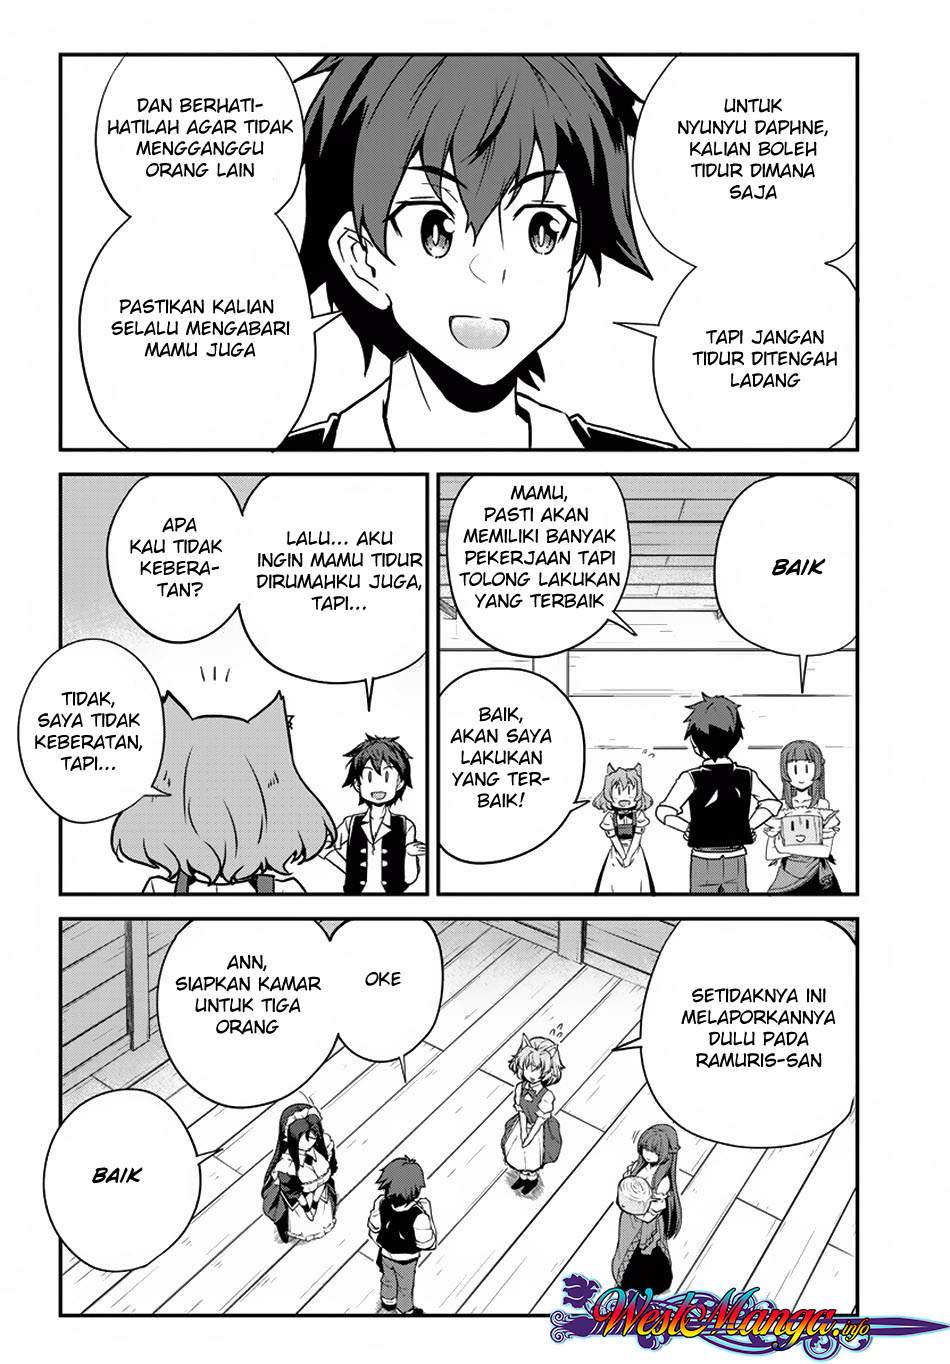 UNTUK
NYUNYU DAPHNE,
KALIAN BOLEH
TIDUR DIMANA
SAJA
TAPI JANGAN
TIDUR DITENGAH
LADANG
DAN BERHATI-
HATILAH AGAR TIDAK
MENGGANGGU
ORANG LAIN
PASTIKAN KALIAN
SELALU MENGABARI
MAMU JUGA
BAIK
MAMU,
PASTI AKAN
MEMILIKI BANYAK
PEKERJAAN TAPI
TOLONG LAKUKAN
YANG TERBAIK
BAIK,
AKAN SAYA
LAKUKAN
YANG TER-
BAIK!
LALU... AKU
INGIN MAMU TIDUR
DIRUMAHKU JUGA,
TAPI...
APA
KAU TIDAK
KEBERA-
TAN?
TIDAK,
SAYA TIDAK
KEBERATAN,
TAPI...
SETIDAKNYA INI
MELAPORKANNYA
DULU PADA
RAMURIS-SAN
OKE
ANN,
SIAPKAN KAMAR
UNTUK TIGA
ORANG
BAIK
WestManga.info